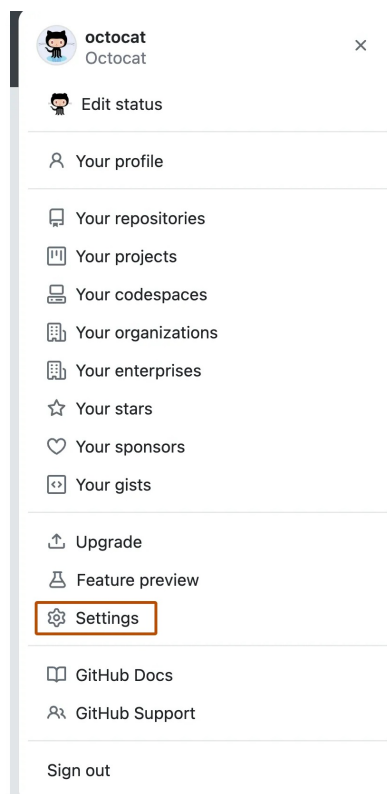 octocat
Octocat
Edit status
Your profile
Your repositories
Your projects
Your codespaces
Your organizations
Your enterprises
Your stars
Your sponsors
Your gists
Upgrade
Feature preview
Settings
GitHub Docs
GitHub Support
Sign out